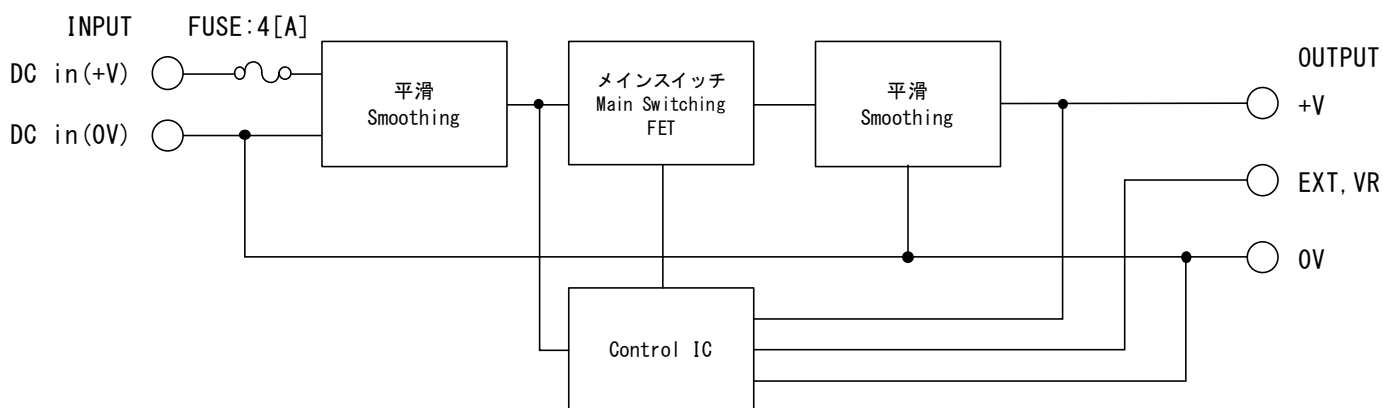 INPUT
FUSE:4[A]
DC in(+V)
DC in(0V)
平滑
Smoothing
メインスイッチ
Main Switching
FET
平滑
Smoothing
OUTPUT
+V
EXT,VR
0V
Control IC